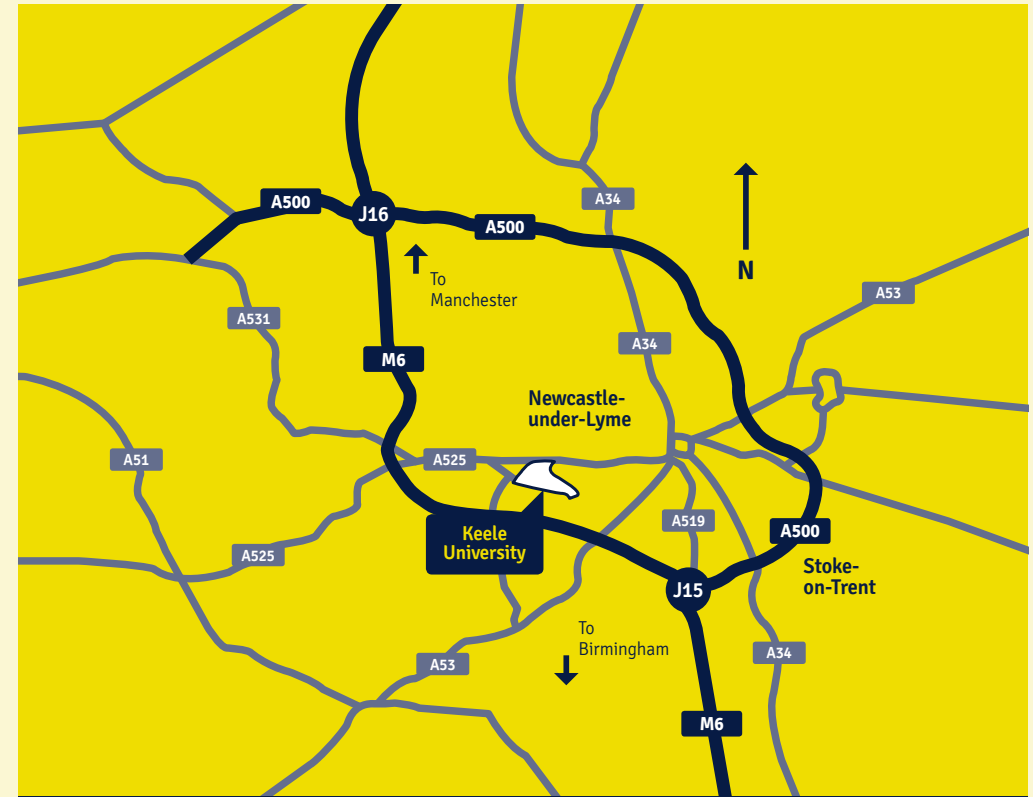 A34
A500
J16
A500
N
To
Manchester
A53
A531
A34
M6
Newcastle-
under-Lyme
A51
A525
A519
A500
Keele
University
A525
Stoke-
on-Trent
J15
To
Birmingham
A34
A53
M6